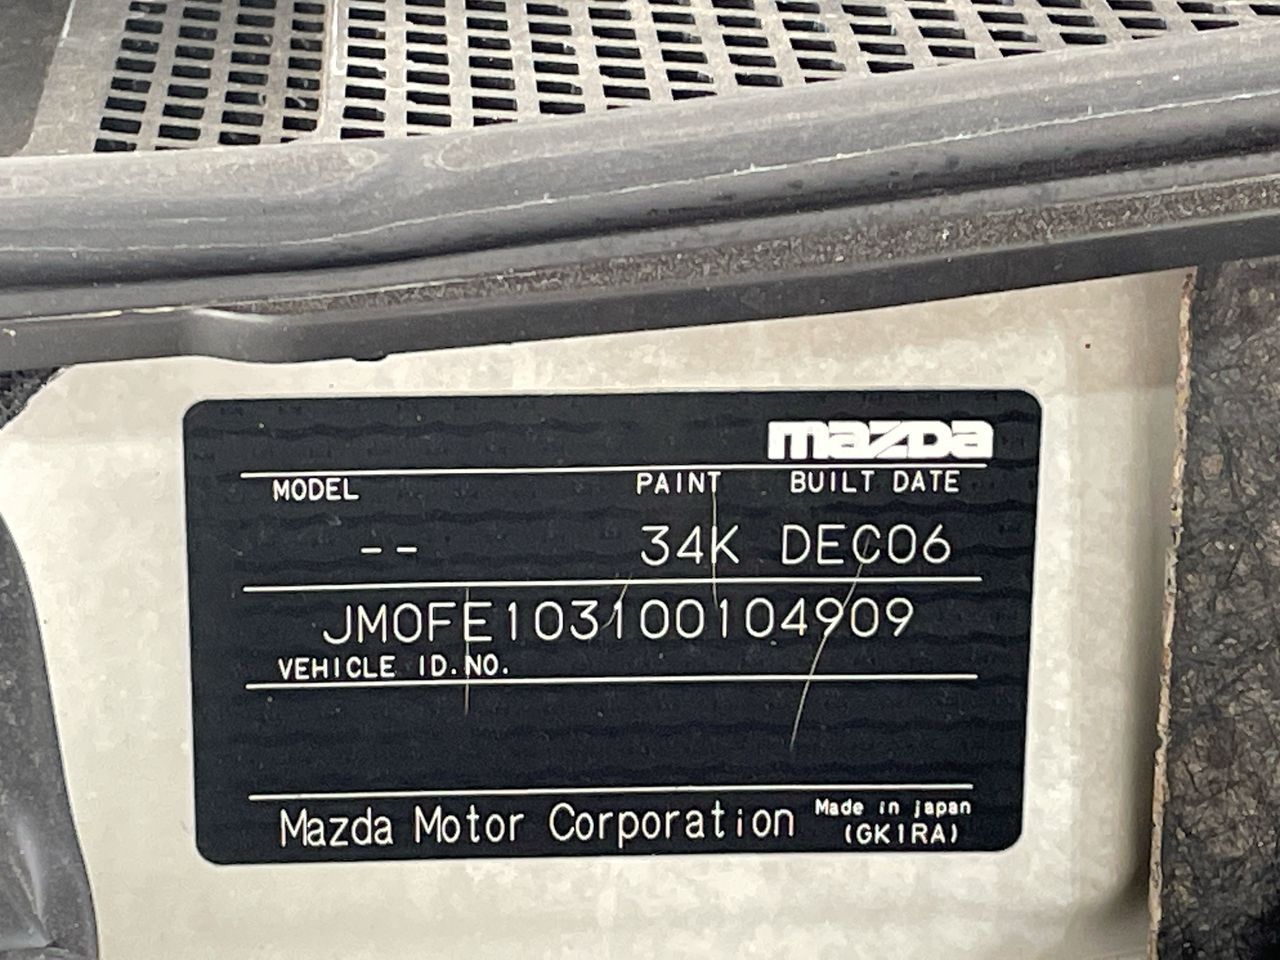 mazda
MODEL PAINT BUILT DATE
-- 34K DEC06
JM0FE103100104909
VEHICLE ID.NO.
Mazda Motor Corporation Made in japan
(GK1RA)